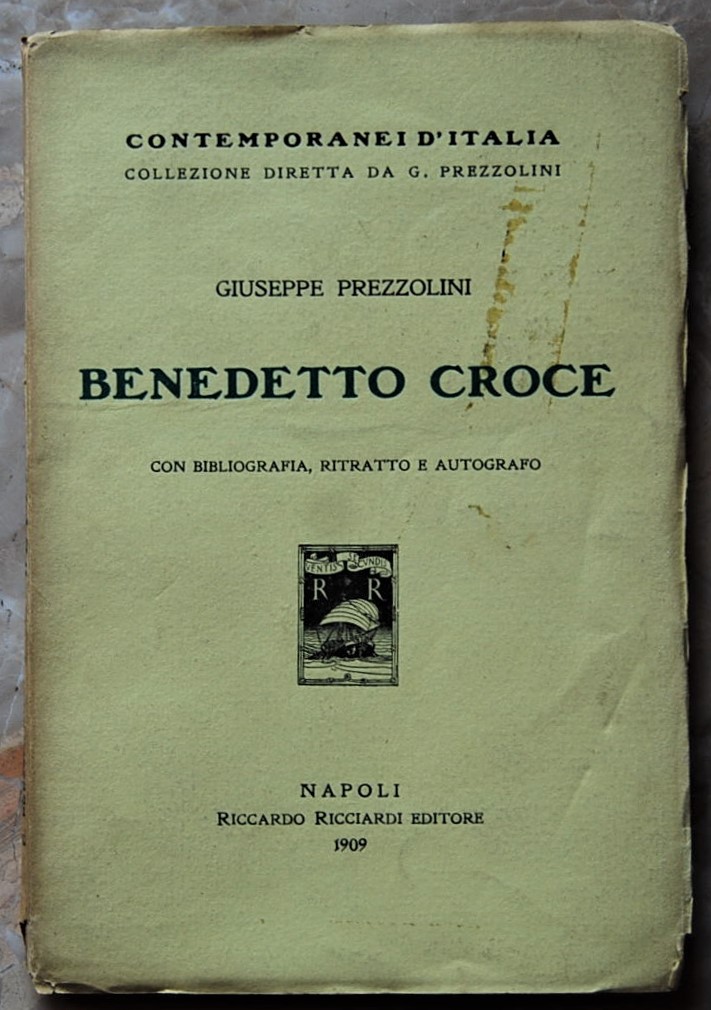 CONTEMPORANEI D'ITALIA
COLLEZIONE DIRETTA DA G. PREZZOLINI
GIUSEPPE PREZZOLINI
BENEDETTO CROCE
CON BIBLIOGRAFIA, RITRATTO E AUTOGRAFO
VENTIS SECVNDIS
R R
NAPOLI
RICCARDO RICCIARDI EDITORE
1909